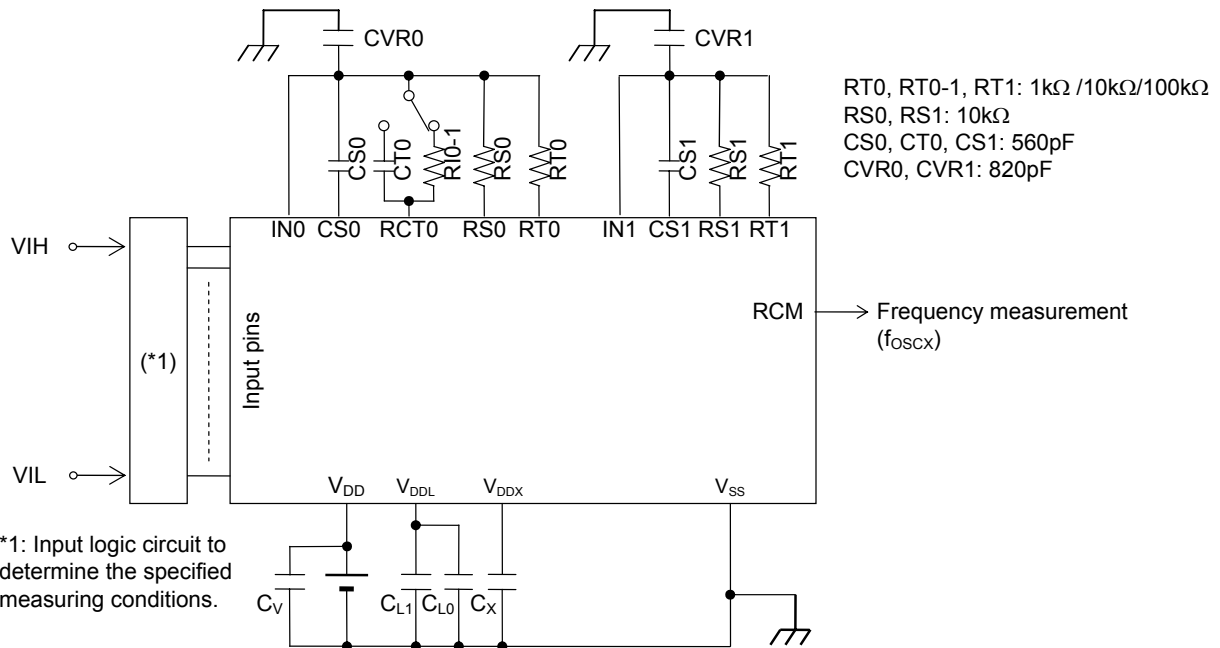 CVR0
CVR1
RT0, RT0-1, RT1: 1kΩ /10kΩ/100kΩ
RS0, RS1: 10kΩ
CS0, CT0, CS1: 560pF
CVR0, CVR1: 820pF
CS0
CT0
RI0-1
RS0
RT0
CS1
RS1
RT1
IN0 CS0 RCT0 RS0 RT0
IN1 CS1 RS1 RT1
VIH
VIL
(*1)
Input pins
RCM
Frequency measurement
(fOSCX)
VDD VDDL VDDX VSS
*1: Input logic circuit to
determine the specified
measuring conditions.
CV
CL1
CL0
CX